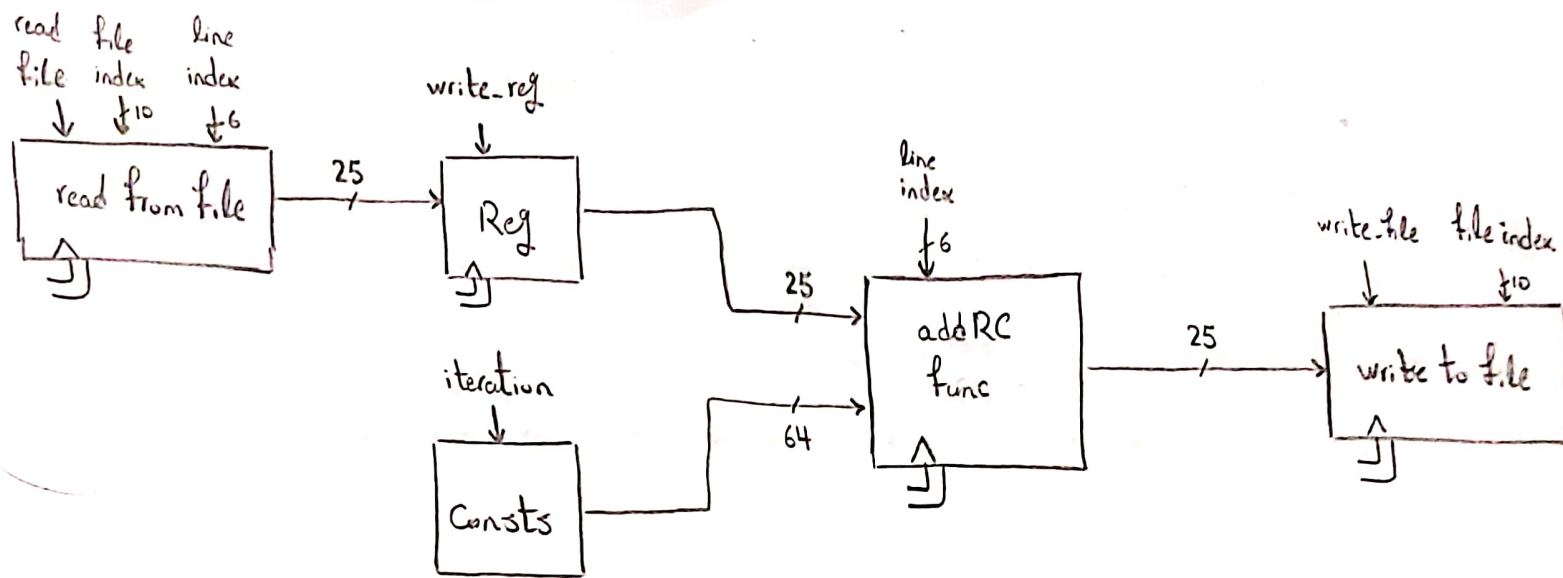 read file line
file index index
10
6
read from file
25
write_reg
Reg
25
iteration
Consts
64
line
index
6
addRC
func
25
write_file file index
10
write to file